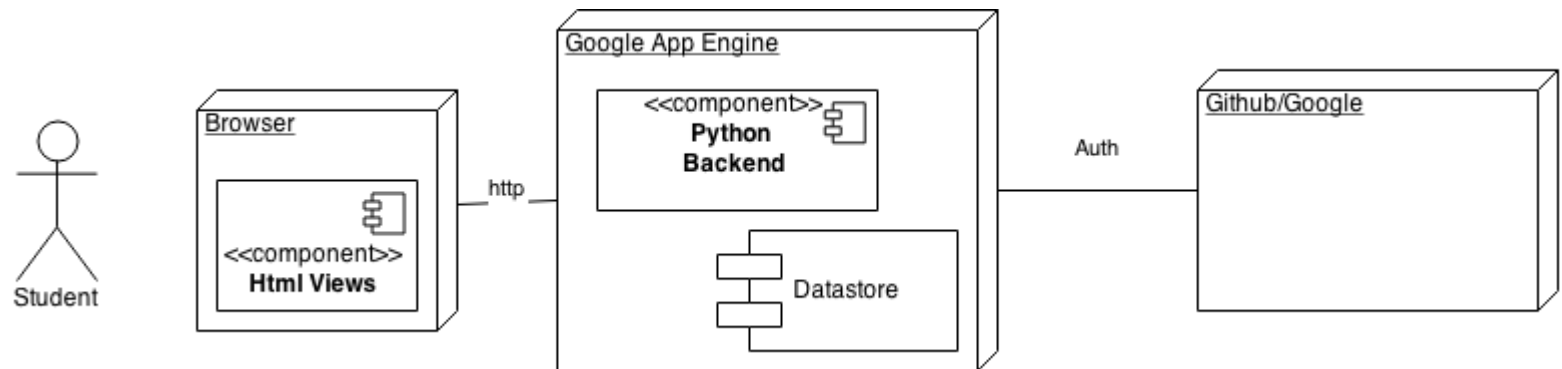 Student
Browser
<<component>>
Html Views
http
Google App Engine
<<component>>
Python
Backend
Datastore
Auth
Github/Google